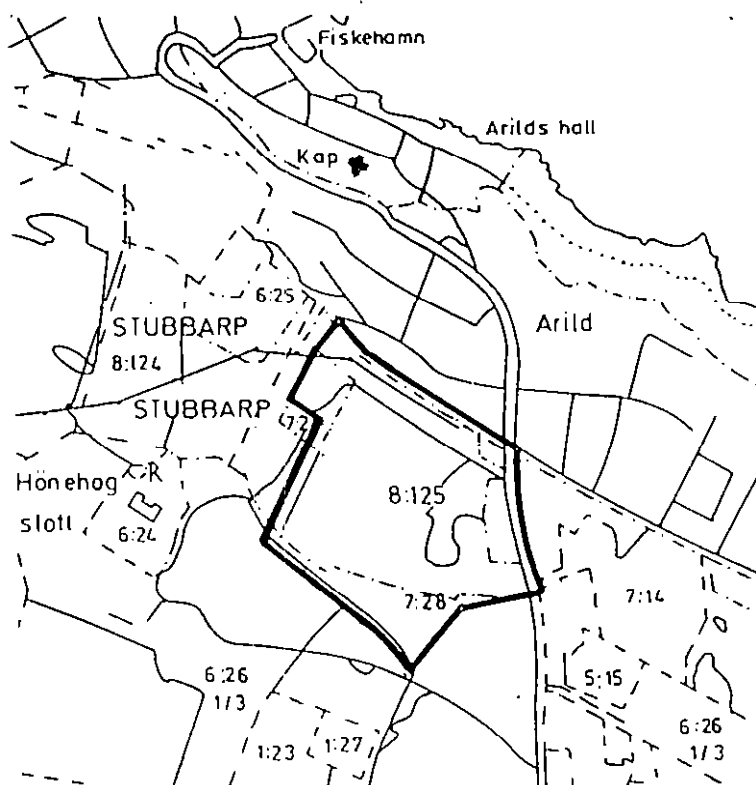 Fiskehamn
Arilds hall
Kap
6:25
STUBBARP
Arild
8:124
STUBBARP
7:2
R
Hönehog
slott
8:125
6:24
7:28
7:14
6:26
1/3
5:15
6:26
1/3
1:23
1:27